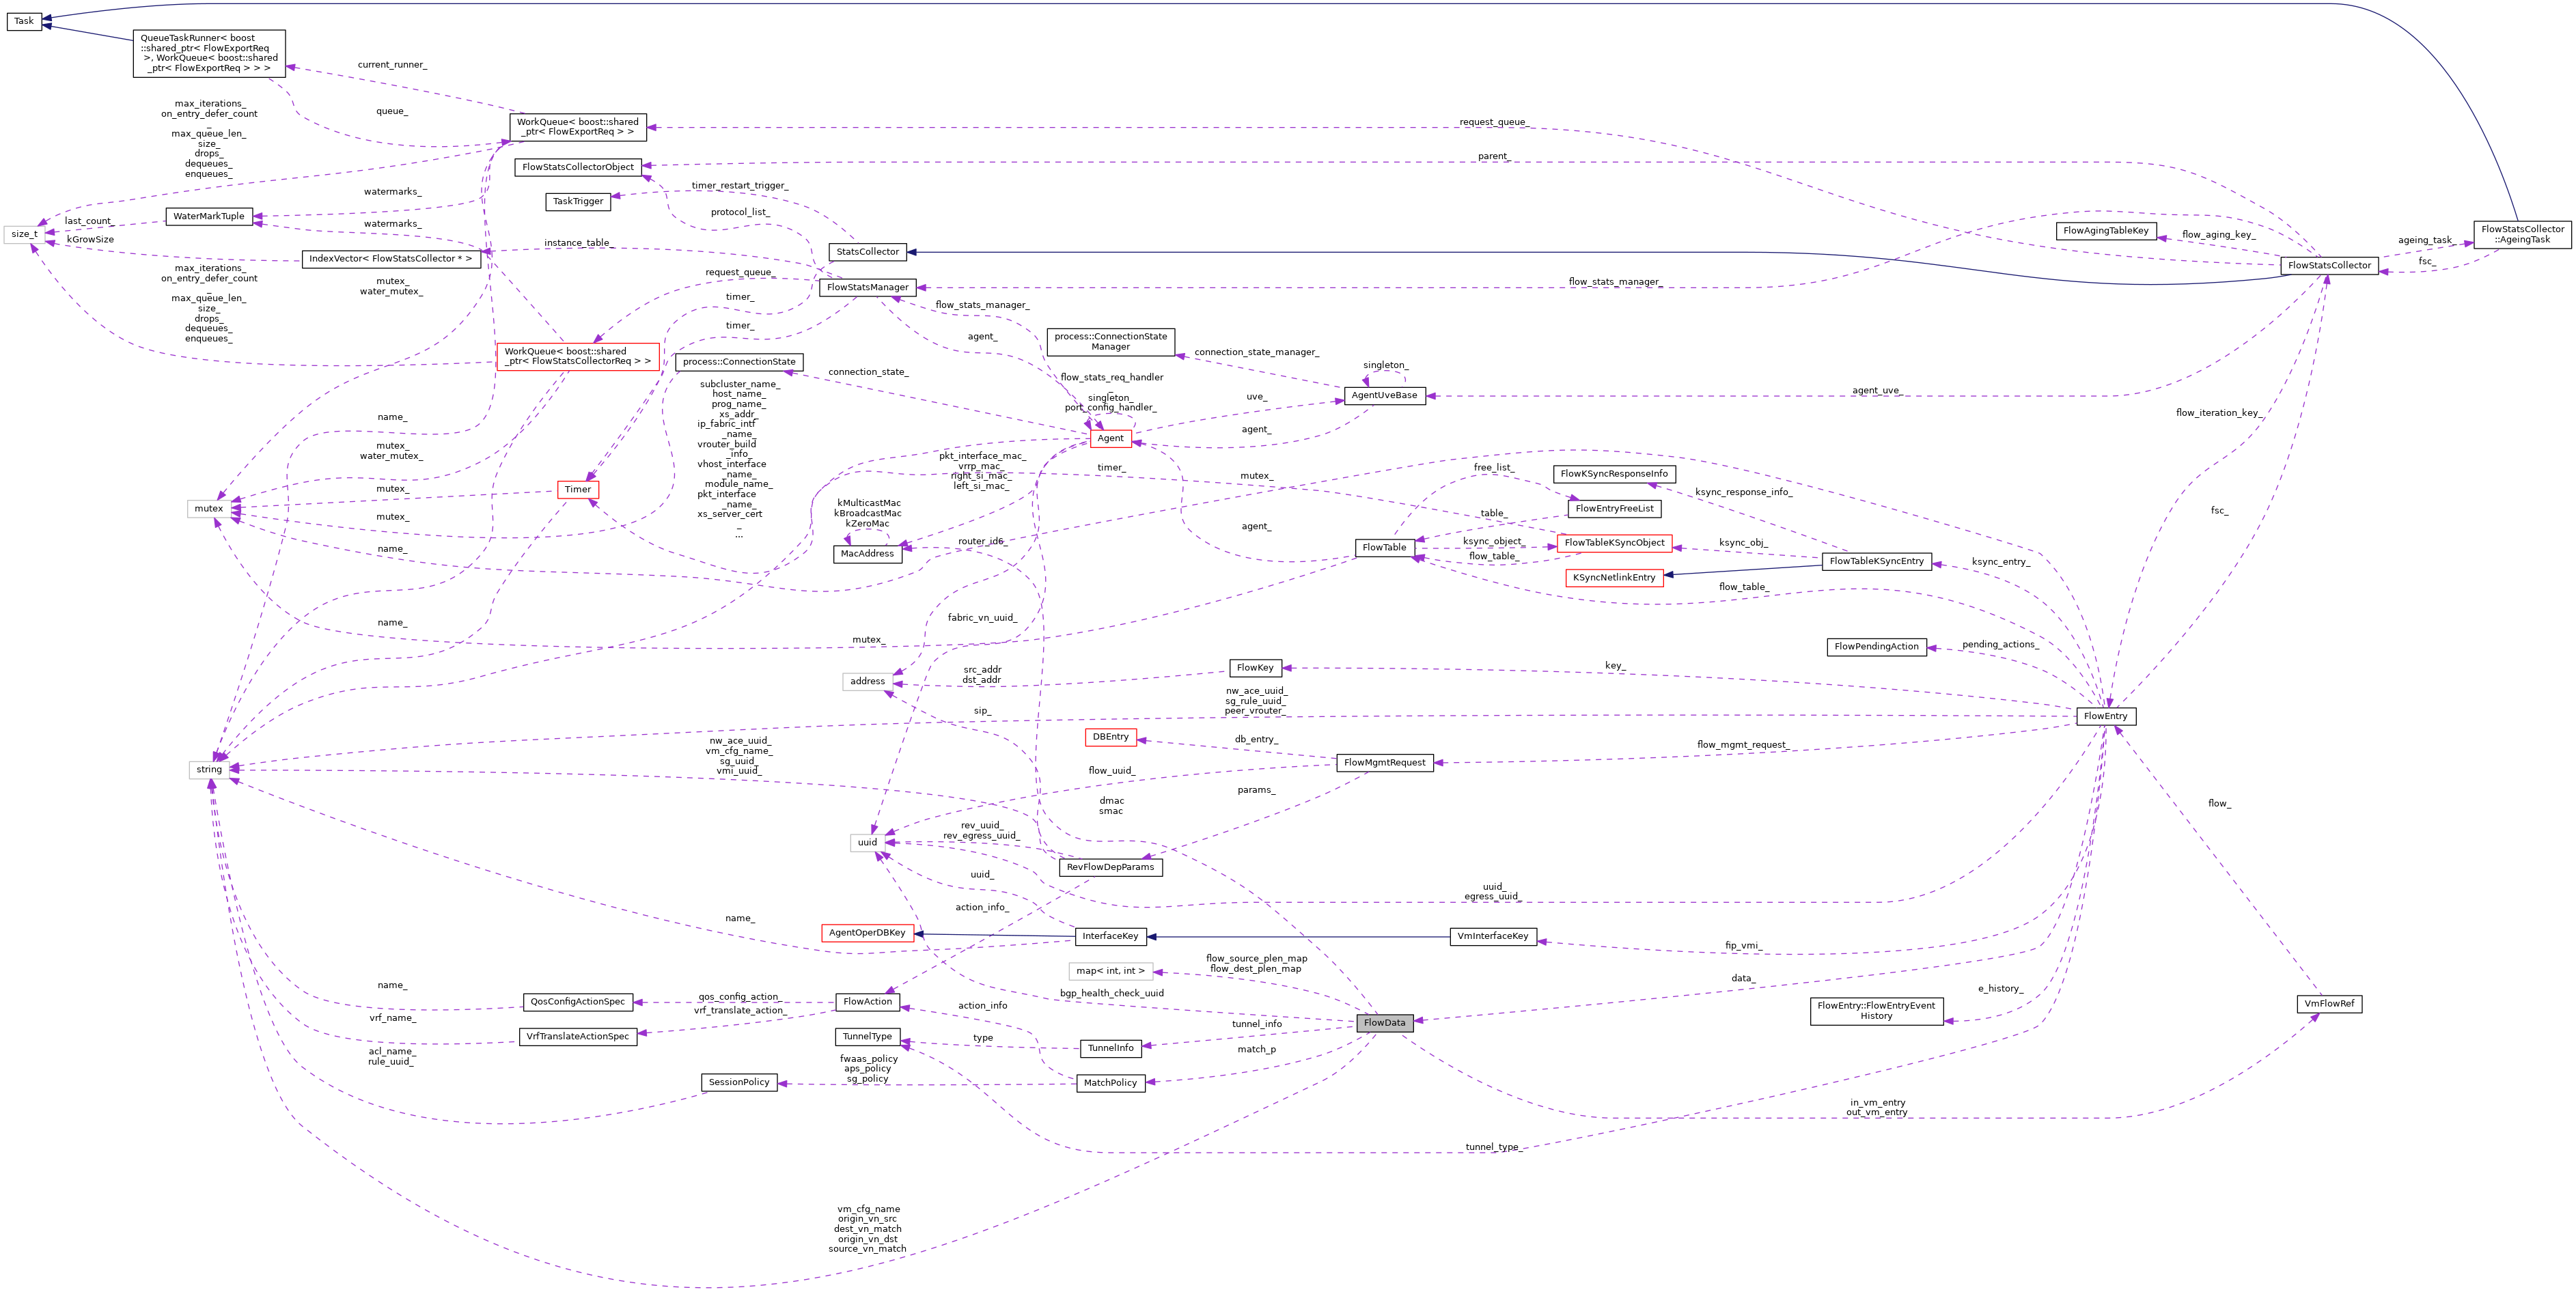 Task
QueueTaskRunner< boost
::shared_ptr< FlowExportReq
>, WorkQueue< boost::shared
_ptr< FlowExportReq > > >
current_runner_
queue_
max_iterations_
on_entry_defer_count
_
max_queue_len_
size_
drops_
dequeues_
enqueues_
WorkQueue< boost::shared
_ptr< FlowExportReq > >
request_queue_
FlowStatsCollectorObject
parent_
timer_restart_trigger_
TaskTrigger
watermarks_
WaterMarkTuple
last_count_
size_t
kGrowSize
watermarks_
protocol_list_
instance_table_
IndexVector< FlowStatsCollector * >
StatsCollector
FlowAgingTableKey
flow_aging_key_
FlowStatsCollector
::AgeingTask
ageing_task_
fsc_
FlowStatsCollector
request_queue_
FlowStatsManager
flow_stats_manager_
max_iterations_
on_entry_defer_count
_
max_queue_len_
size_
drops_
dequeues_
enqueues_
mutex_
water_mutex_
timer_
timer_
flow_stats_manager_
agent_
WorkQueue< boost::shared
_ptr< FlowStatsCollectorReq > >
process::ConnectionState
connection_state_
process::ConnectionState
Manager
connection_state_manager_
singleton_
AgentUveBase
agent_uve_
flow_stats_req_handler
_
singleton_
port_config_handler_
uve_
agent_
Agent
subcluster_name_
host_name_
prog_name_
xs_addr_
ip_fabric_intf
_name_
vrouter_build
_info_
vhost_interface
_name_
module_name_
pkt_interface
_name_
xs_server_cert
_
...
name_
mutex_
water_mutex_
mutex_
Timer
mutex
mutex_
name_
pkt_interface_mac_
vrrp_mac_
right_si_mac_
left_si_mac_
timer_
mutex_
kMulticastMac
kBroadcastMac
kZeroMac
MacAddress
router_id6_
agent_
free_list_
FlowKSyncResponseInfo
ksync_response_info_
FlowEntryFreeList
table_
FlowTable
ksync_object_
flow_table_
FlowTableKSyncObject
ksync_obj_
FlowTableKSyncEntry
KSyncNetlinkEntry
ksync_entry_
flow_table_
flow_iteration_key_
fsc_
name_
mutex_
fabric_vn_uuid_
FlowPendingAction
pending_actions_
address
src_addr
dst_addr
FlowKey
key_
nw_ace_uuid_
sg_rule_uuid_
peer_vrouter_
sip_
FlowEntry
DBEntry
db_entry_
flow_mgmt_request_
FlowMgmtRequest
string
nw_ace_uuid_
vm_cfg_name_
sg_uuid_
vmi_uuid_
flow_uuid_
params_
dmac
smac
flow_
uuid
rev_uuid_
rev_egress_uuid_
RevFlowDepParams
uuid_
uuid_
egress_uuid_
name_
action_info_
AgentOperDBKey
InterfaceKey
VmInterfaceKey
fip_vmi_
map< int, int >
flow_source_plen_map
flow_dest_plen_map
bgp_health_check_uuid
data_
e_history_
name_
QosConfigActionSpec
qos_config_action_
vrf_translate_action_
FlowAction
action_info
FlowEntry::FlowEntryEvent
History
VmFlowRef
vrf_name_
VrfTranslateActionSpec
TunnelType
type
TunnelInfo
tunnel_info
FlowData
acl_name_
rule_uuid_
SessionPolicy
fwaas_policy
aps_policy
sg_policy
MatchPolicy
match_p
in_vm_entry
out_vm_entry
tunnel_type_
vm_cfg_name
origin_vn_src
dest_vn_match
origin_vn_dst
source_vn_match